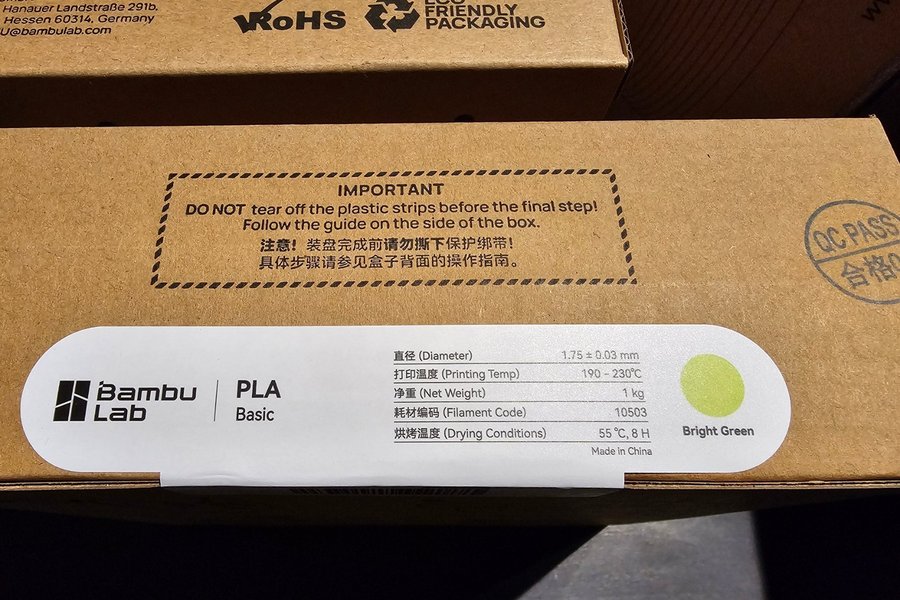 Hanauer Landstraße 291b,
Hessen 60314, Germany
U@bambulab.com
RoHS
ECO
FRIENDLY
PACKAGING
IMPORTANT
DO NOT tear off the plastic strips before the final step!
Follow the guide on the side of the box.
注意! 装盘完成前请勿撕下保护绑带!
具体步骤请参见盒子背面的操作指南。
QC PASS
合格
Bambu
Lab
PLA
Basic
直径 (Diameter) 1.75 ± 0.03 mm
打印温度 (Printing Temp) 190 - 230℃
净重 (Net Weight) 1 kg
耗材编码 (Filament Code) 10503
烘烤温度 (Drying Conditions) 55 ℃, 8 H
Made in China
Bright Green